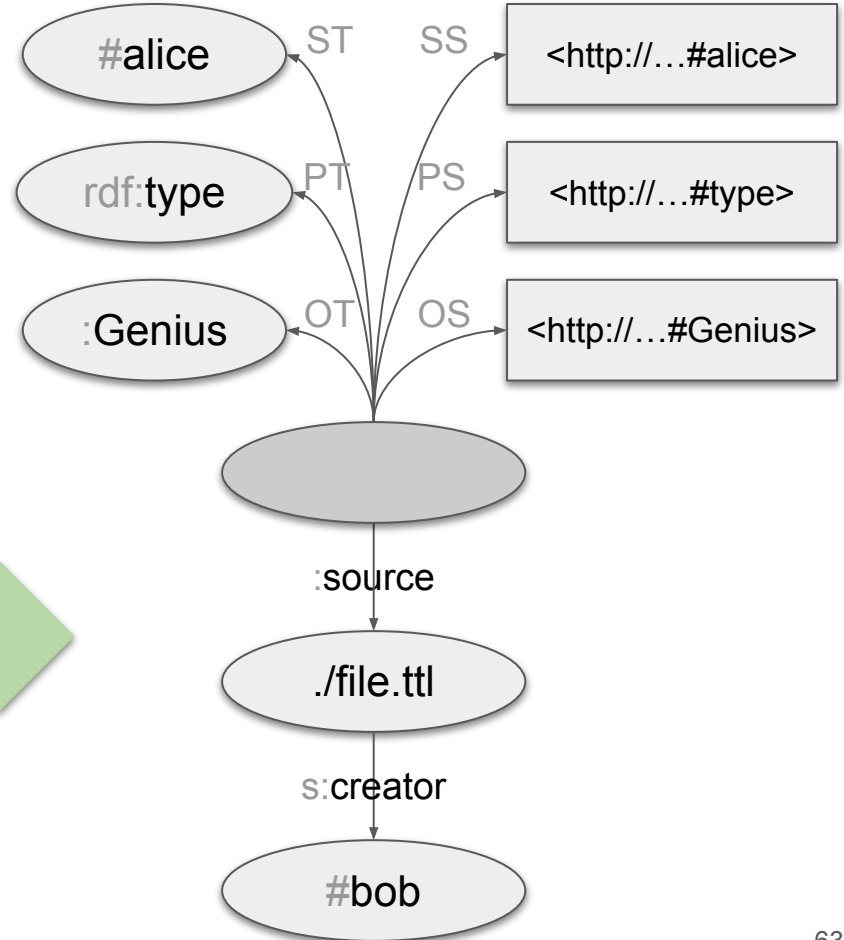 #alice
ST
SS
<http://…#alice>
rdf:type
PT
PS
<http://…#type>
:Genius
OT
OS
<http://…#Genius>
:source
./file.ttl
s:creator
#bob
63